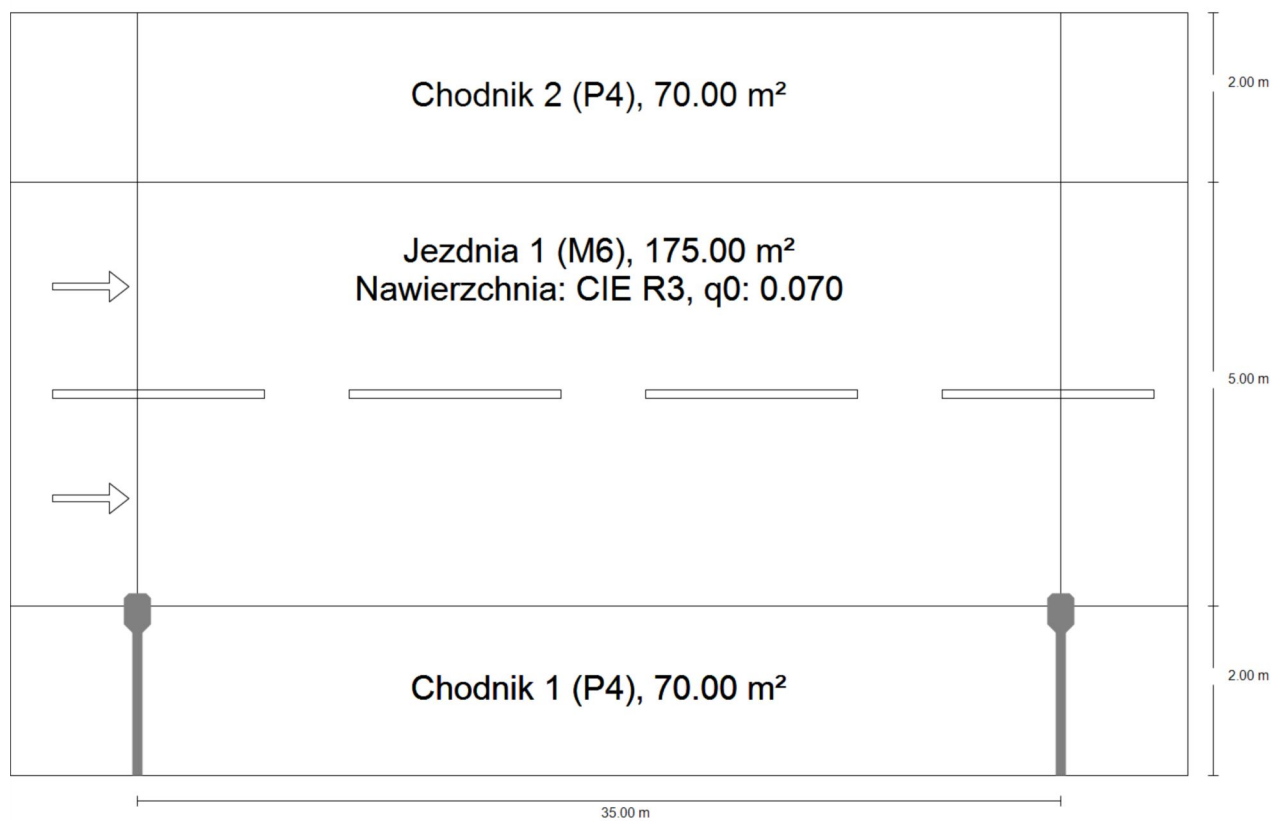 Chodnik 2 (P4), 70.00 m²
2.00 m
Jezdnia 1 (M6), 175.00 m²
Nawierzchnia: CIE R3, q0: 0.070
5.00 m
Chodnik 1 (P4), 70.00 m²
2.00 m
35.00 m